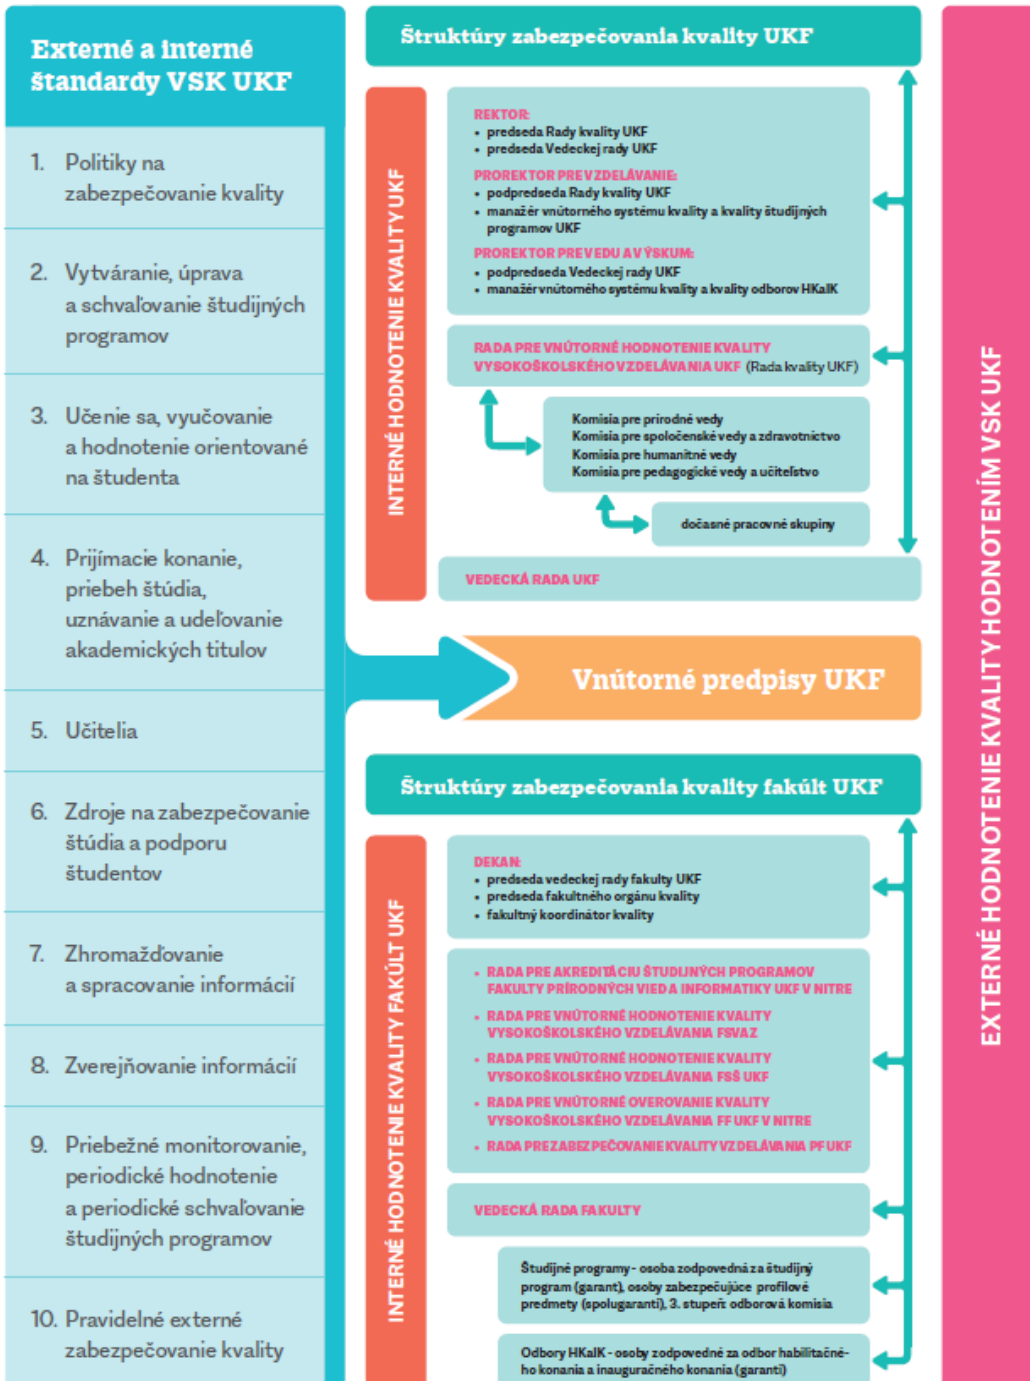 Externé a interné
štandardy VSK UKF
1. Politiky na
zabezpečovanie kvality
2. Vytváranie, úprava
a schvaľovanie študijných
programov
3. Učenie sa, vyučovanie
a hodnotenie orientované
na študenta
4. Prijímacie konanie,
priebeh štúdia,
uznávanie a udeľovanie
akademických titulov
5. Učitelia
6. Zdroje na zabezpečovanie
štúdia a podporu
študentov
7. Zhromažďovanie
a spracovanie informácií
8. Zverejňovanie informácií
9. Priebežné monitorovanie,
periodické hodnotenie
a periodické schvaľovanie
študijných programov
10. Pravidelné externé
zabezpečovanie kvality
Štruktúry zabezpečovania kvality UKF
INTERNÉ HODNOTENIE KVALITY UKF
REKTOR:
• predseda Rady kvality UKF
• predseda Vedeckej rady UKF
PROREKTOR PRE VZDELÁVANIE:
• podpredseda Rady kvality UKF
• manažér vnútorného systému kvality a kvality študijných
programov UKF
PROREKTOR PRE VEDU A VÝSKUM:
• podpredseda Vedeckej rady UKF
• manažér vnútorného systému kvality a kvality odborov HKaIK
RADA PRE VNÚTORNÉ HODNOTENIE KVALITY
VYSOKOŠKOLSKÉHO VZDELÁVANIA UKF (Rada kvality UKF)
Komisia pre prírodné vedy
Komisia pre spoločenské vedy a zdravotníctvo
Komisia pre humanitné vedy
Komisia pre pedagogické vedy a učiteľstvo
dočasné pracovné skupiny
VEDECKÁ RADA UKF
Vnútorné predpisy UKF
Štruktúry zabezpečovania kvality fakúlt UKF
INTERNÉ HODNOTENIE KVALITY FAKÚLT UKF
DEKAN:
• predseda vedeckej rady fakulty UKF
• predseda fakultného orgánu kvality
• fakultný koordinátor kvality
• RADA PRE AKREDITÁCIU ŠTUDIJNÝCH PROGRAMOV
FAKULTY PRÍRODNÝCH VIED A INFORMATIKY UKF V NITRE
• RADA PRE VNÚTORNÉ HODNOTENIE KVALITY
VYSOKOŠKOLSKÉHO VZDELÁVANIA FSVAZ
• RADA PRE VNÚTORNÉ HODNOTENIE KVALITY
VYSOKOŠKOLSKÉHO VZDELÁVANIA FSŠ UKF
• RADA PRE VNÚTORNÉ OVEROVANIE KVALITY
VYSOKOŠKOLSKÉHO VZDELÁVANIA FF UKF V NITRE
• RADA PRE ZABEZPEČOVANIE KVALITY VZDELÁVANIA PF UKF
VEDECKÁ RADA FAKULTY
Študijné programy - osoba zodpovedná za študijný
program (garant), osoby zabezpečujúce profilové
predmety (spolugaranti), 3. stupeň: odborová komisia
Odbory HKaIK - osoby zodpovedné za odbor habilitačné-
ho konania a inauguračného konania (garanti)
EXTERNÉ HODNOTENIE KVALITY HODNOTENÍM VSK UKF